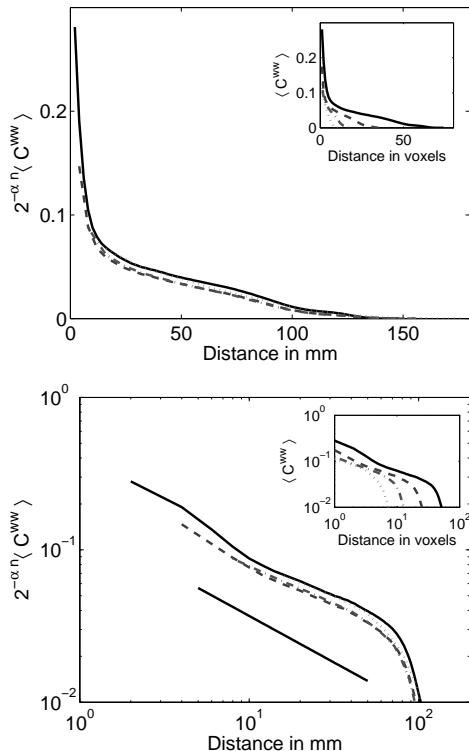 0.2
0.1
0
2^{-α n}⟨ C^{ww} ⟩
0 50 100 150
Distance in mm
0.2
0.1
0
⟨ C^{ww} ⟩
0 50
Distance in voxels
10^0
10^{-1}
10^{-2}
2^{-α n}⟨ C^{ww} ⟩
10^0 10^1 10^2
Distance in mm
10^0
10^{-1}
10^{-2}
⟨ C^{ww} ⟩
10^0 10^1 10^2
Distance in voxels